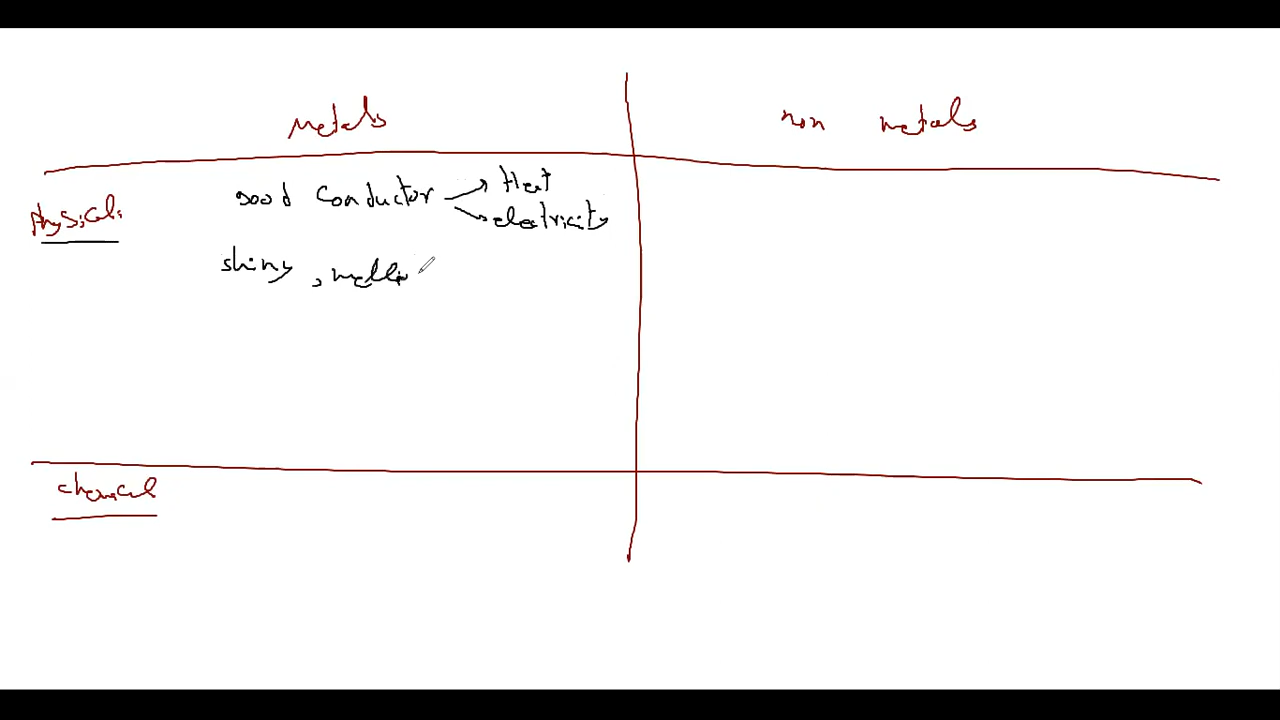 Metals non metals
Physical: good conductor Heat
electricity
shiny,
chemical